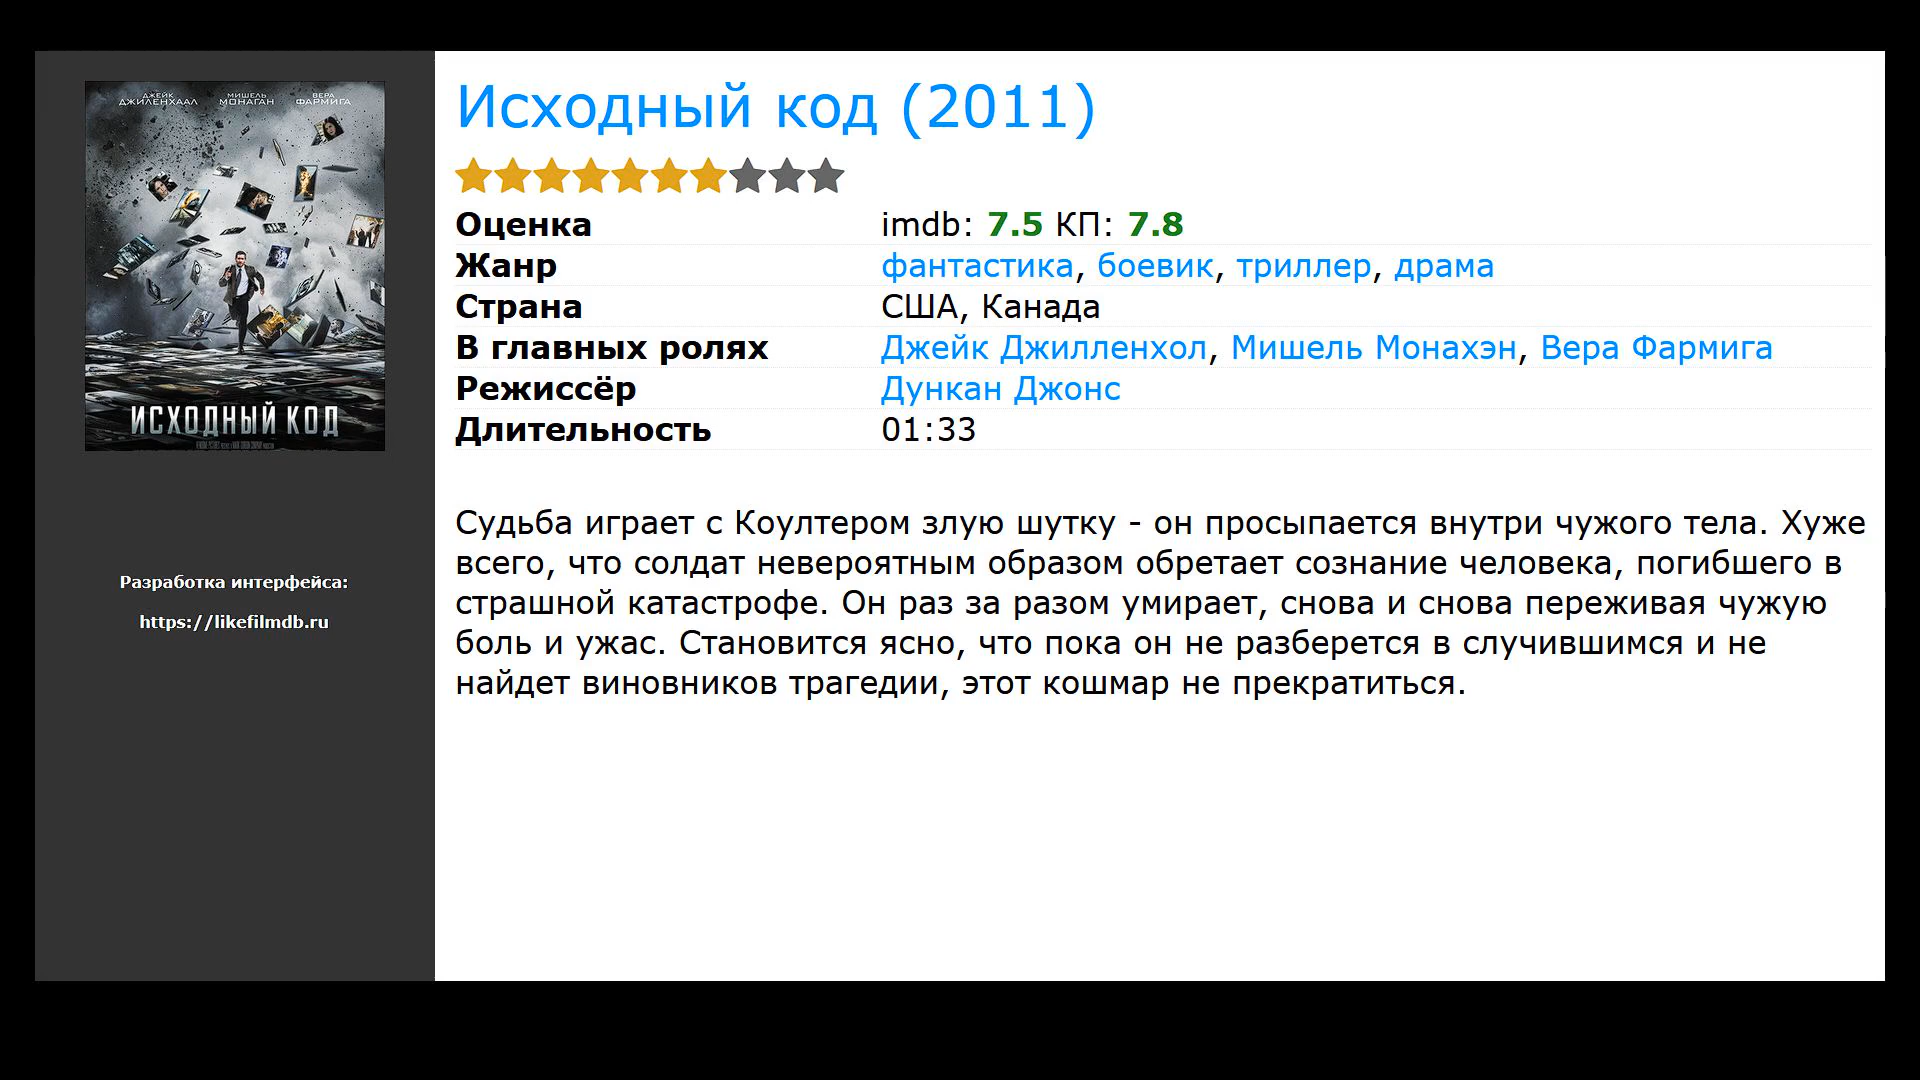 ДЖЕЙК ДЖИЛЕНХААЛ
МИШЕЛЬ МОНАГАН
ВЕРА ФАРМИГА
ИСХОДНЫЙ КОД
Разработка интерфейса:
https://likefilmdb.ru
Исходный код (2011)
Оценка imdb: 7.5 КП: 7.8
Жанр фантастика, боевик, триллер, драма
Страна США, Канада
В главных ролях Джейк Джилленхол, Мишель Монахэн, Вера Фармига
Режиссёр Дункан Джонс
Длительность 01:33
Судьба играет с Коултером злую шутку - он просыпается внутри чужого тела. Хуже
всего, что солдат невероятным образом обретает сознание человека, погибшего в
страшной катастрофе. Он раз за разом умирает, снова и снова переживая чужую
боль и ужас. Становится ясно, что пока он не разберется в случившимся и не
найдет виновников трагедии, этот кошмар не прекратиться.